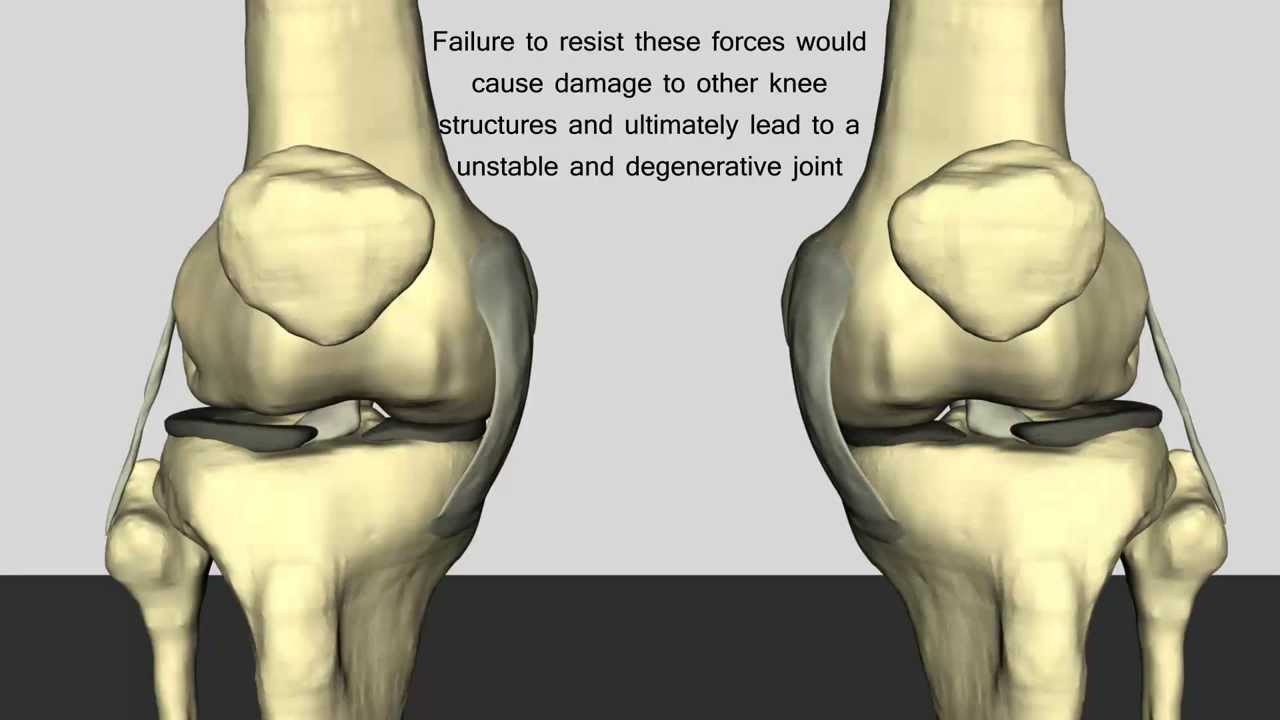 Failure to resist these forces would
cause damage to other knee
structures and ultimately lead to a
unstable and degenerative joint